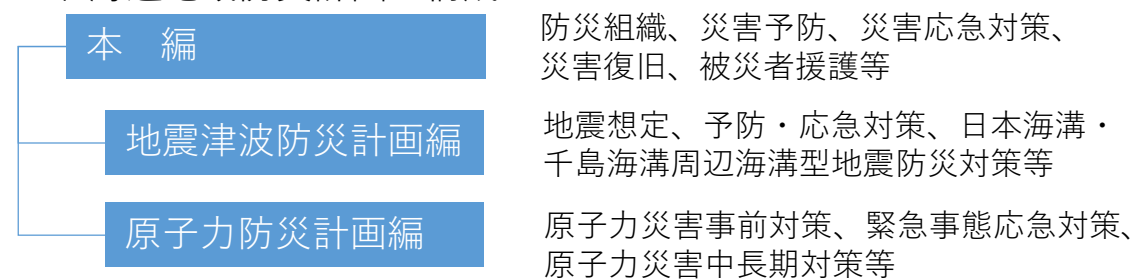 本　編
防災組織、災害予防、災害応急対策、
災害復旧、被災者援護等
地震津波防災計画編
地震想定、予防・応急対策、日本海溝・
千島海溝周辺海溝型地震防災対策等
原子力防災計画編
原子力災害事前対策、緊急事態応急対策、
原子力災害中長期対策等